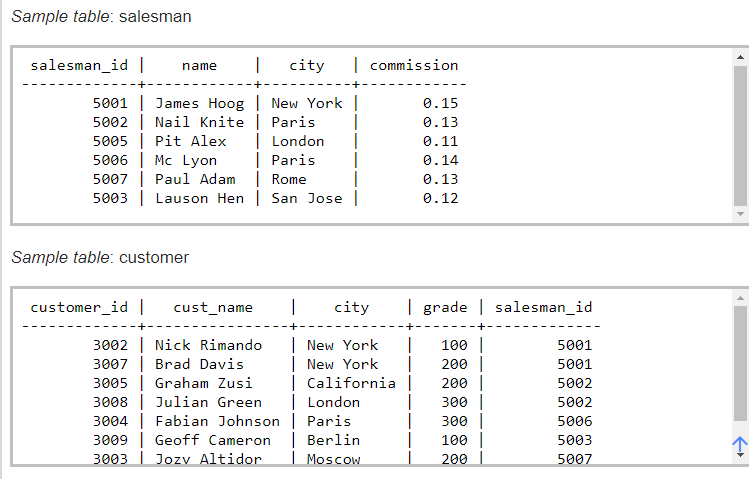 Sample table: salesman
salesman_id | name | city | commission
-------------+------------+----------+------------
5001 | James Hoog | New York | 0.15
5002 | Nail Knite | Paris | 0.13
5005 | Pit Alex | London | 0.11
5006 | Mc Lyon | Paris | 0.14
5007 | Paul Adam | Rome | 0.13
5003 | Lauson Hen | San Jose | 0.12
Sample table: customer
customer_id | cust_name | city | grade | salesman_id
-------------+----------------+------------+-------+-------------
3002 | Nick Rimando | New York | 100 | 5001
3007 | Brad Davis | New York | 200 | 5001
3005 | Graham Zusi | California | 200 | 5002
3008 | Julian Green | London | 300 | 5002
3004 | Fabian Johnson | Paris | 300 | 5006
3009 | Geoff Cameron | Berlin | 100 | 5003
3003 | Jozy Altidor | Moscow | 200 | 5007